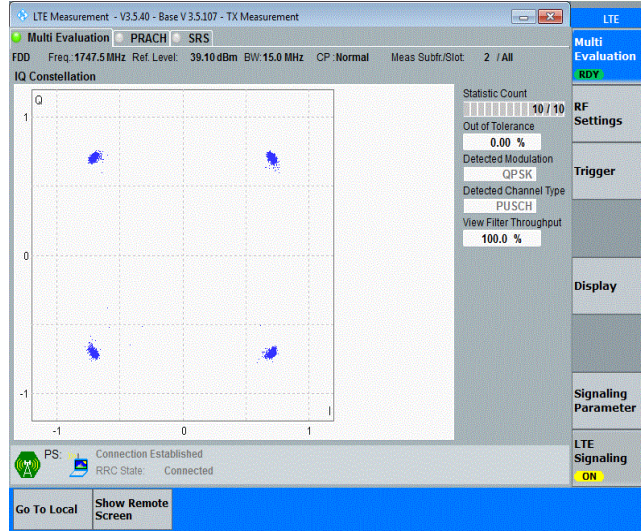 LTE Measurement - V3.5.40 - Base V 3.5.107 - TX Measurement
LTE
Multi Evaluation PRACH SRS
FDD Freq.:1747.5 MHz Ref. Level: 39.10 dBm BW:15.0 MHz CP :Normal Meas Subfr./Slot: 2 / All
IQ Constellation
Q
1
0
-1
-1 0 1
I
Statistic Count
10 / 10
Out of Tolerance
0.00 %
Detected Modulation
QPSK
Detected Channel Type
PUSCH
View Filter Throughput
100.0 %
PS: Connection Established
RRC State: Connected
Multi
Evaluation
RDY
RF
Settings
Trigger
Display
Signaling
Parameter
LTE
Signaling
ON
Go To Local
Show Remote
Screen